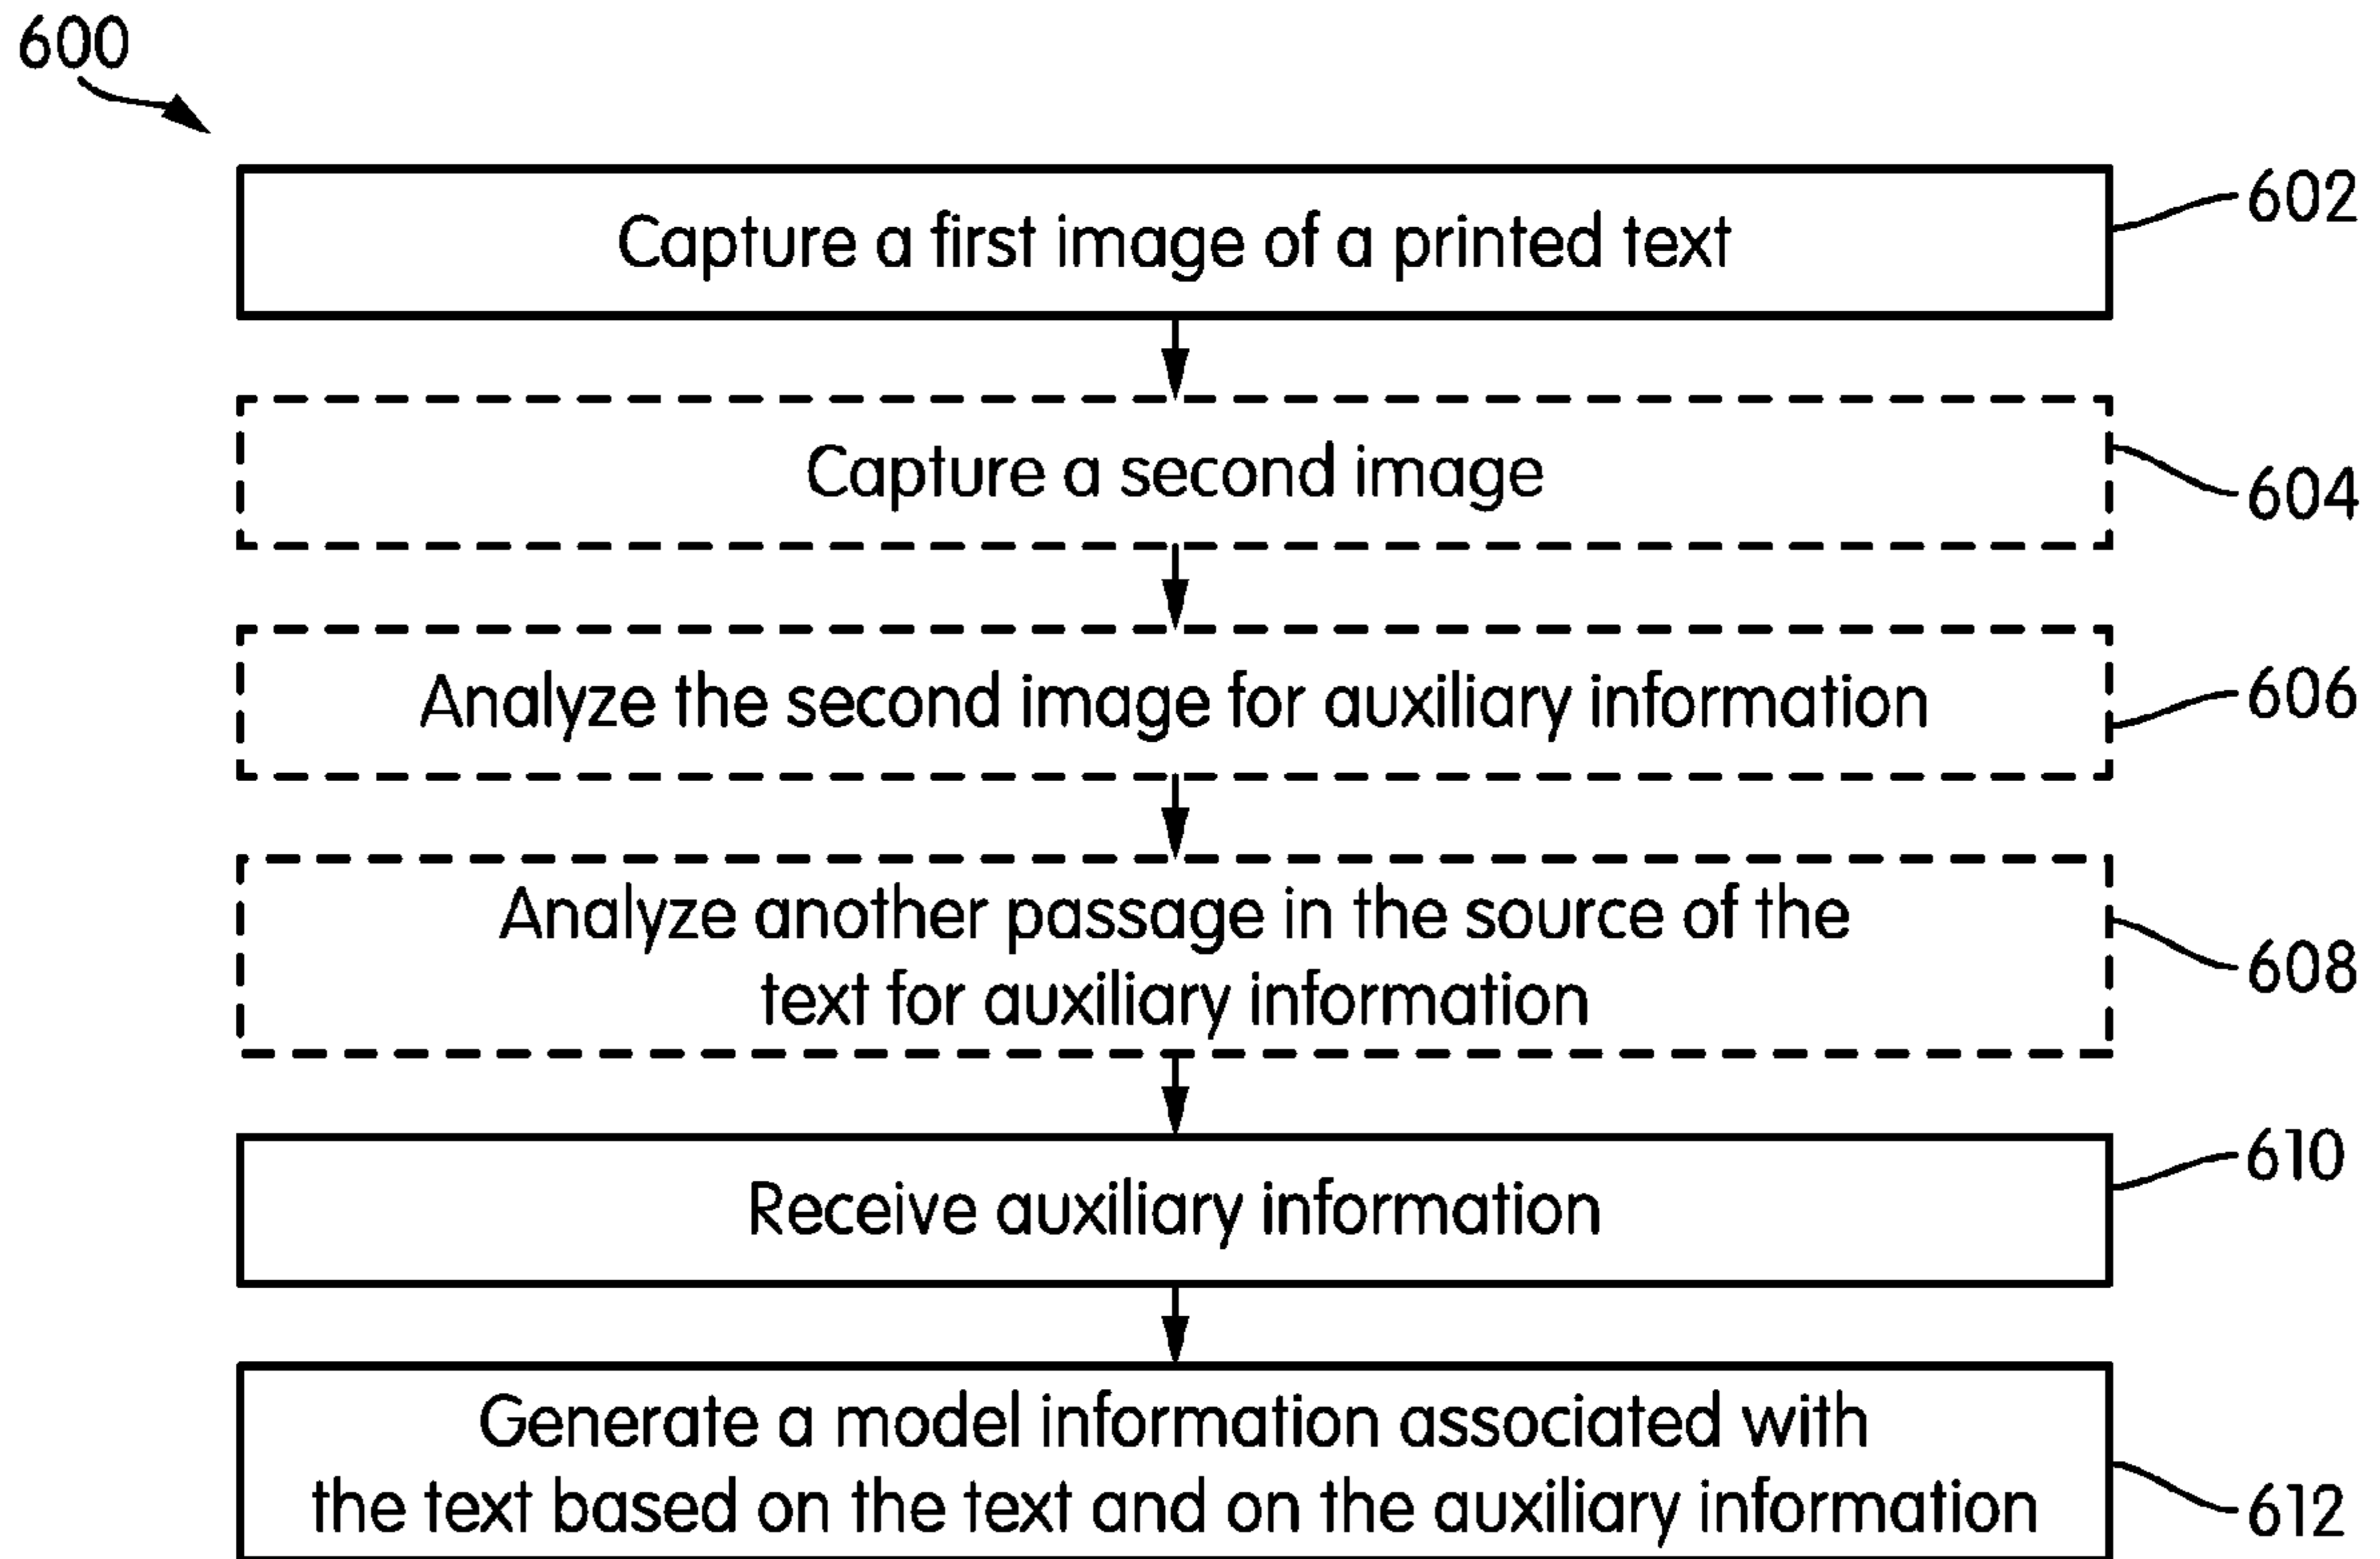 600
Capture a first image of a printed text
602
Capture a second image
604
Analyze the second image for auxiliary information
606
Analyze another passage in the source of the
text for auxiliary information
608
Receive auxiliary information
610
Generate a model information associated with
the text based on the text and on the auxiliary information
612